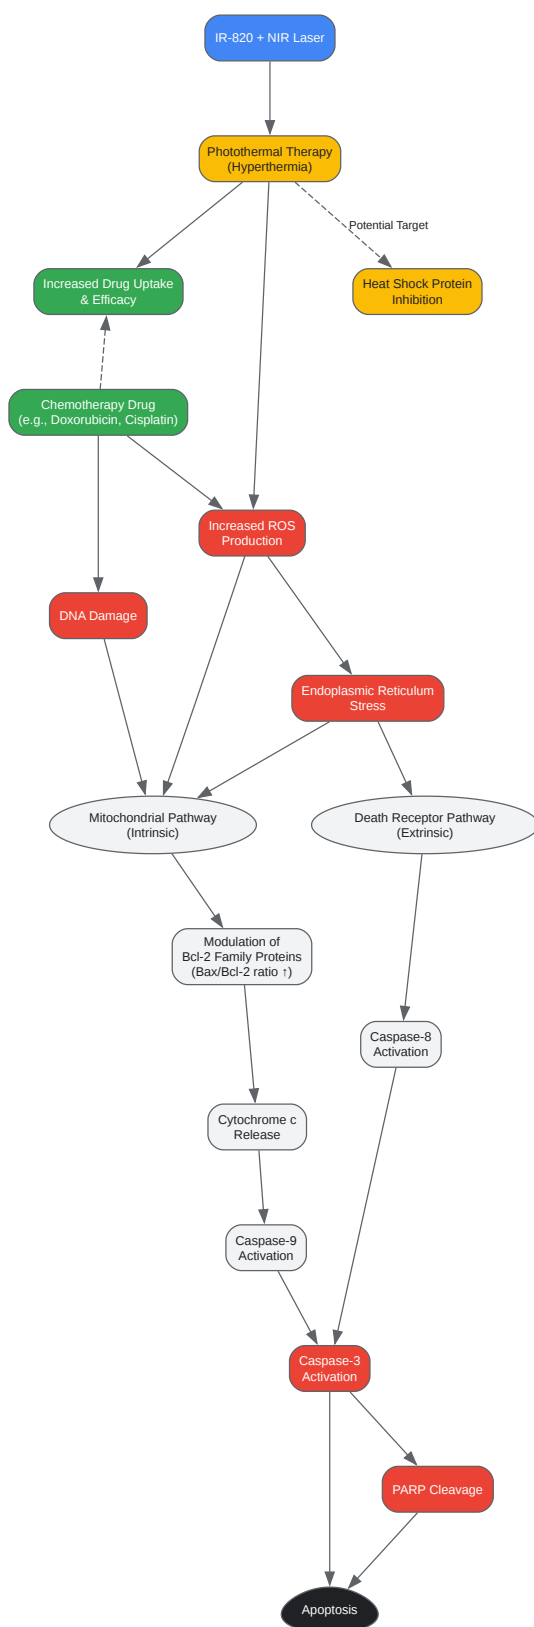 IR-820 + NIR Laser
Photothermal Therapy
(Hyperthermia)
Potential Target
Increased Drug Uptake
& Efficacy
Heat Shock Protein
Inhibition
Chemotherapy Drug
(e.g., Doxorubicin, Cisplatin)
Increased ROS
Production
DNA Damage
Endoplasmic Reticulum
Stress
Mitochondrial Pathway
(Intrinsic)
Death Receptor Pathway
(Extrinsic)
Modulation of
Bcl-2 Family Proteins
(Bax/Bcl-2 ratio ↑)
Caspase-8
Activation
Cytochrome c
Release
Caspase-9
Activation
Caspase-3
Activation
PARP Cleavage
Apoptosis